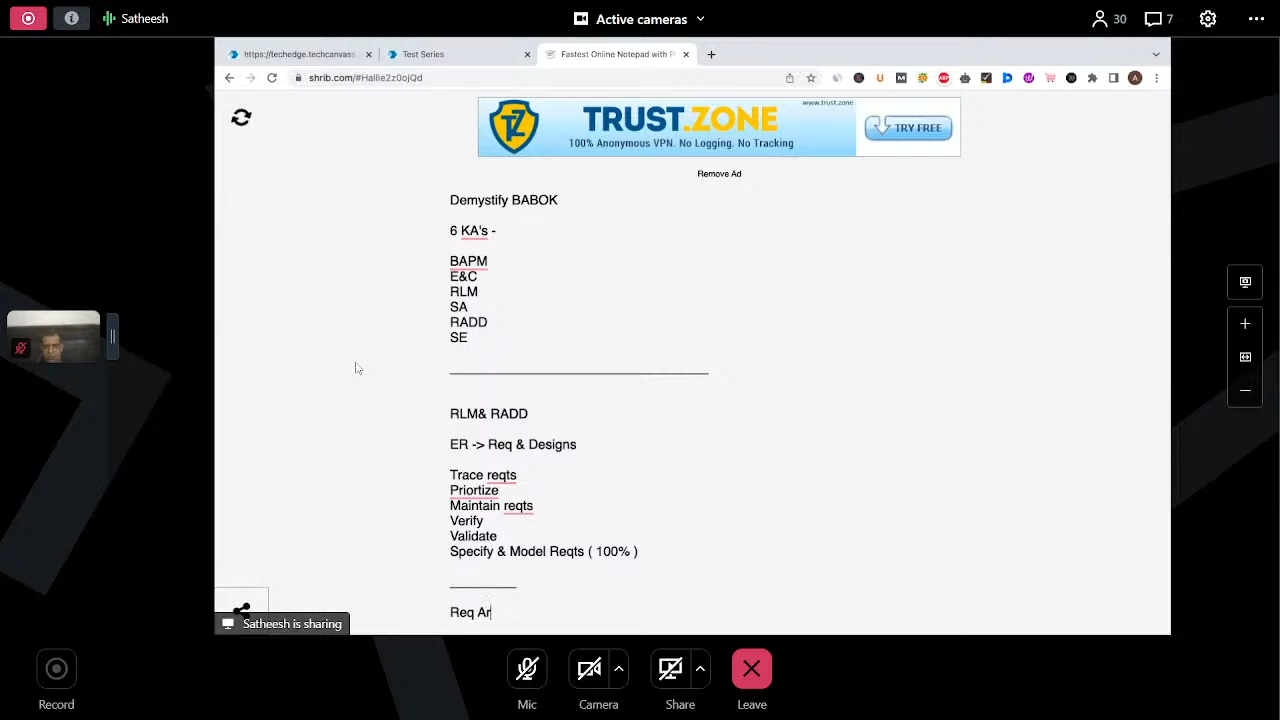 Satheesh
Active cameras
30
7
https://techedge.techcanvass
Test Series
Fastest Online Notepad with R
shrib.com/#Hallie2z0ojQd
A
www.trust.zone
TZ
TRUST.ZONE
100% Anonymous VPN. No Logging. No Tracking
TRY FREE
Remove Ad
Demystify BABOK
6 KA's -
BAPM
E&C
RLM
SA
RADD
SE
RLM& RADD
ER -> Req & Designs
Trace reqts
Priortize
Maintain reqts
Verify
Validate
Specify & Model Reqts ( 100% )
Req Ar
Satheesh is sharing
Record
Mic
Camera
Share
Leave